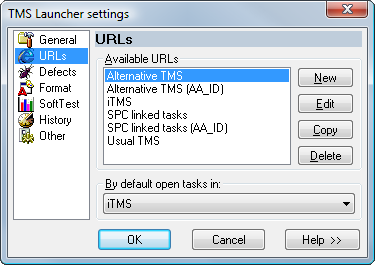 TMS Launcher settings
General
URLs
Defects
Format
SoftTest
History
Other
URLs
Available URLs
Alternative TMS
Alternative TMS (AA_ID)
iTMS
SPC linked tasks
SPC linked tasks (AA_ID)
Usual TMS
New
Edit
Copy
Delete
By default open tasks in:
iTMS
OK
Cancel
Help >>